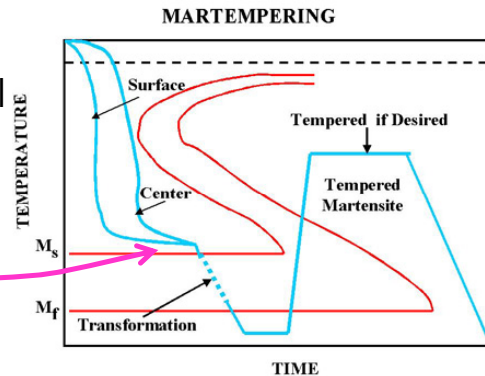 MARTEMPERING
Surface
Tempered if Desired
TEMPERATURE
Tempered
Martensite
Center
Ms
Mf
Transformation
TIME